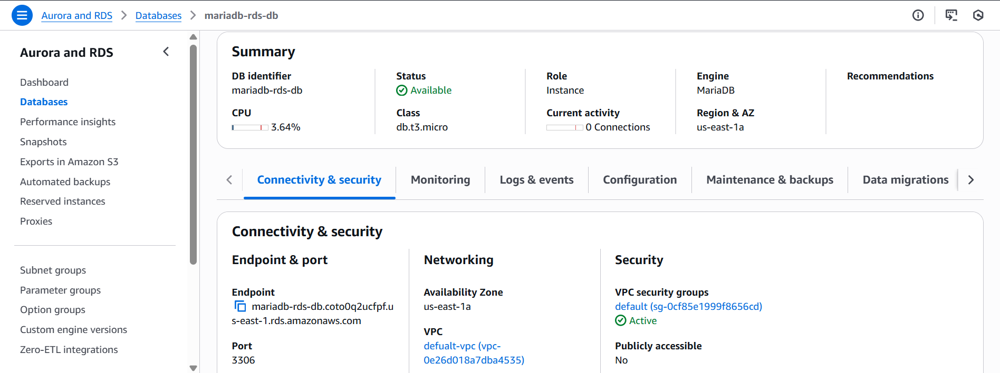 Aurora and RDS > Databases > mariadb-rds-db
Aurora and RDS
Dashboard
Databases
Performance insights
Snapshots
Exports in Amazon S3
Automated backups
Reserved instances
Proxies
Subnet groups
Parameter groups
Option groups
Custom engine versions
Zero-ETL integrations
Summary
DB identifier
mariadb-rds-db
CPU
3.64%
Status
Available
Class
db.t3.micro
Role
Instance
Current activity
0 Connections
Engine
MariaDB
Region & AZ
us-east-1a
Recommendations
Connectivity & security
Monitoring
Logs & events
Configuration
Maintenance & backups
Data migrations
Connectivity & security
Endpoint & port
Endpoint
mariadb-rds-db.coto0q2ucfpf.u
s-east-1.rds.amazonaws.com
Port
3306
Networking
Availability Zone
us-east-1a
VPC
defualt-vpc (vpc-
0e26d018a7dba4535)
Security
VPC security groups
default (sg-0cf85e1999f8656cd)
Active
Publicly accessible
No